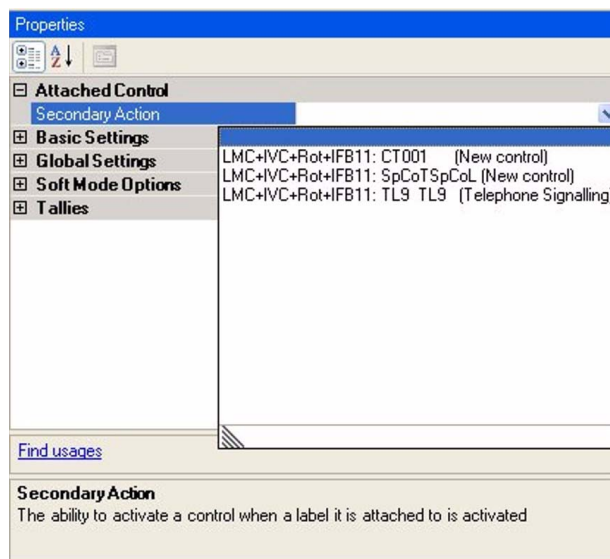 Properties
Attached Control
Secondary Action
Basic Settings
Global Settings
Soft Mode Options
Tallies
LMC+IVC+Rot+IFB11: CT001 (New control)
LMC+IVC+Rot+IFB11: SpCoTSpCoL (New control)
LMC+IVC+Rot+IFB11: TL9 TL9 (Telephone Signalling)
Find usages
Secondary Action
The ability to activate a control when a label it is attached to is activated